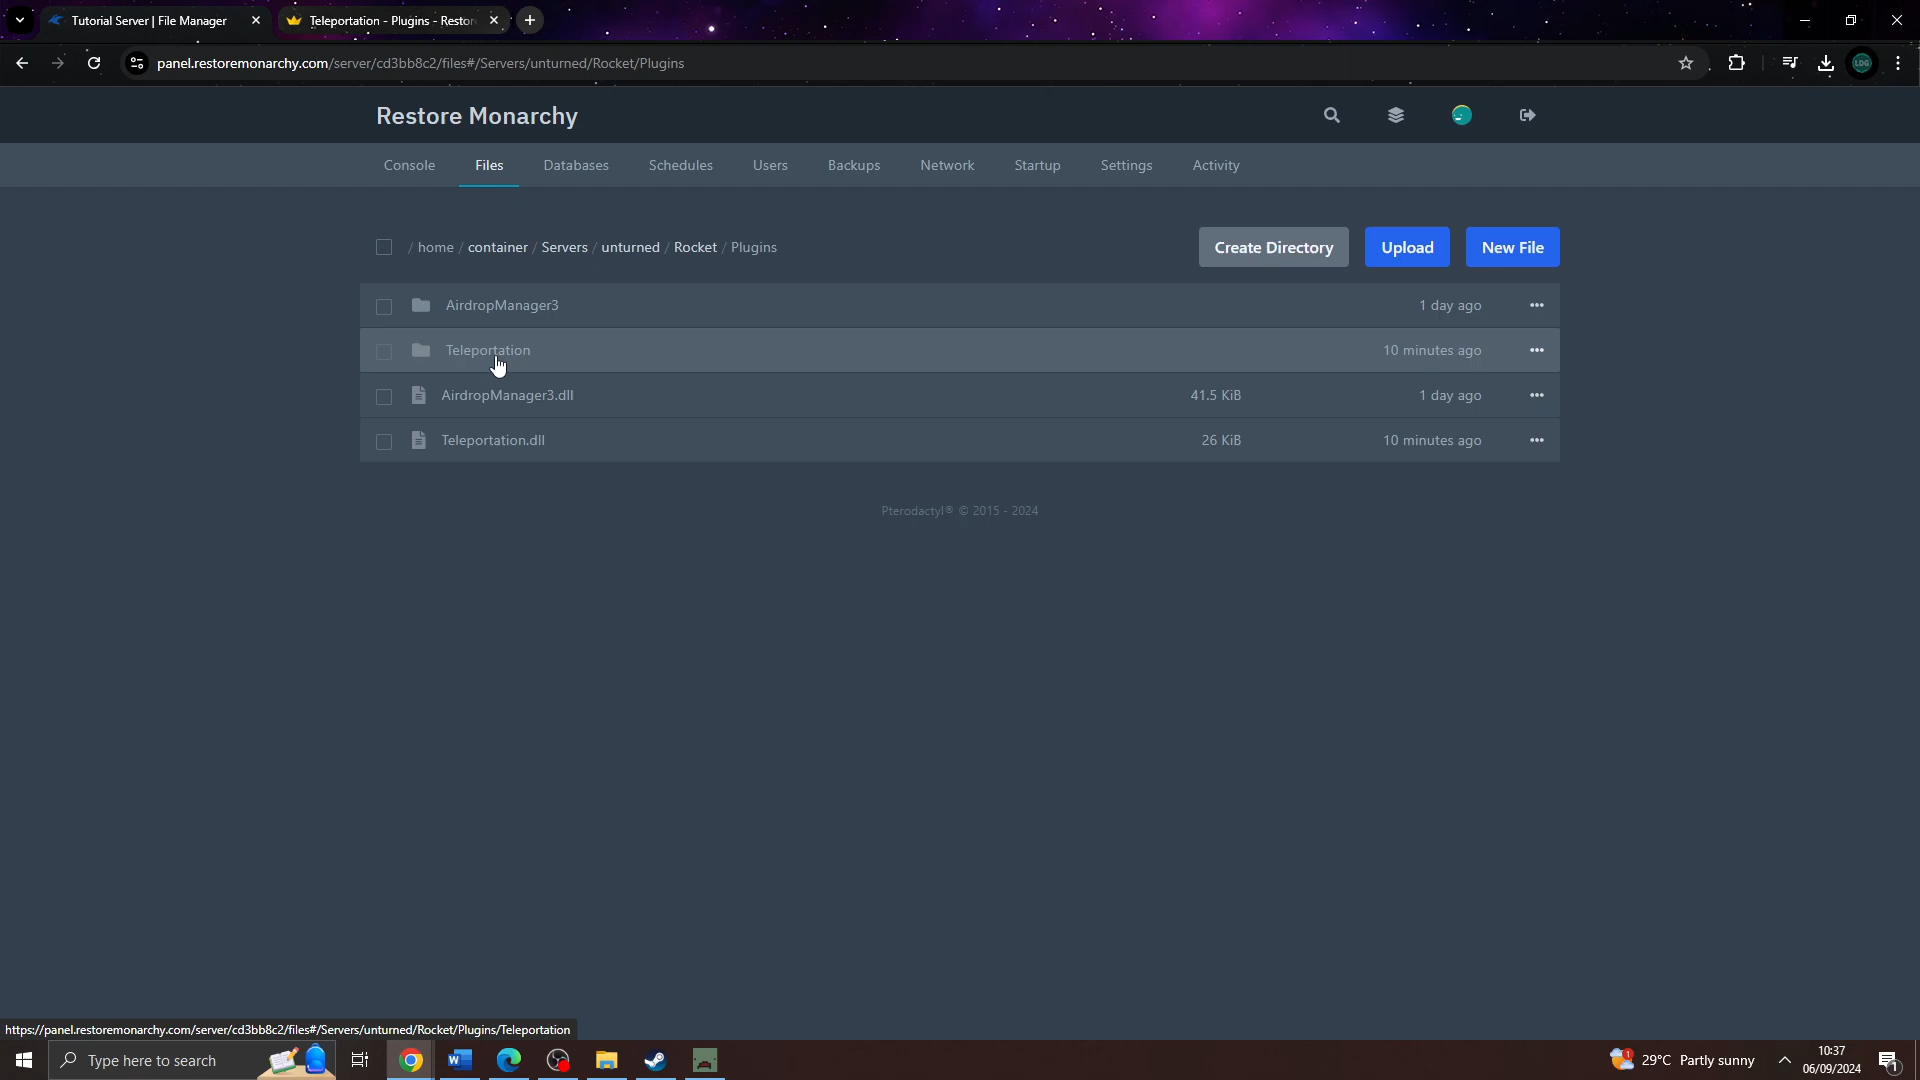 Tutorial Server | File Manager
Teleportation - Plugins - Restor
panel.restoremonarchy.com/server/cd3bb8c2/files#/Servers/unturned/Rocket/Plugins
LDG
Restore Monarchy
Console Files Databases Schedules Users Backups Network Startup Settings Activity
/ home / container / Servers / unturned / Rocket / Plugins
Create Directory Upload New File
AirdropManager3 1 day ago
Teleportation 10 minutes ago
AirdropManager3.dll 41.5 KiB 1 day ago
Teleportation.dll 26 KiB 10 minutes ago
Pterodactyl® © 2015 - 2024
https://panel.restoremonarchy.com/server/cd3bb8c2/files#/Servers/unturned/Rocket/Plugins/Teleportation
Type here to search
1
29°C Partly sunny
10:37
06/09/2024
1